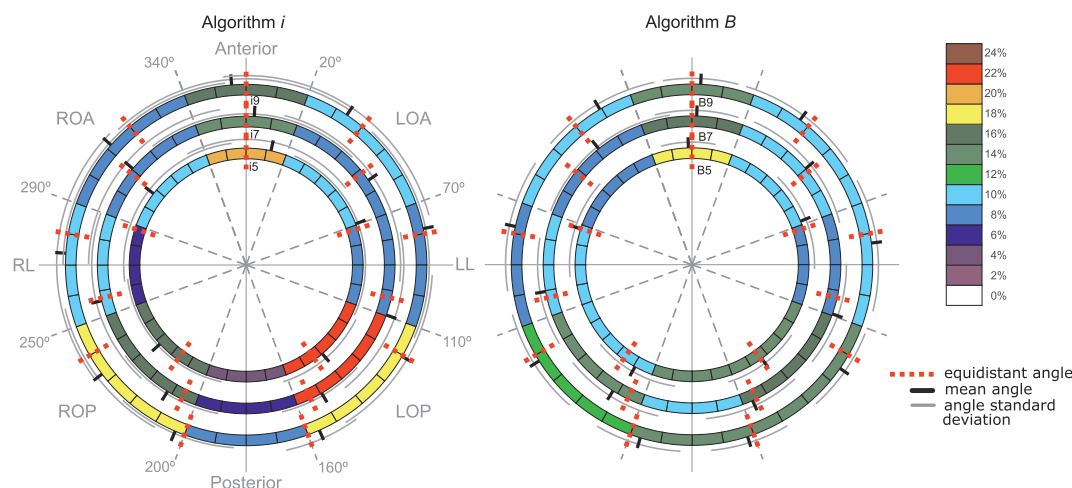 Algorithm i
Algorithm B
Anterior
340º
20º
ROA
LOA
i9
i7
i5
B9
B7
B5
290º
70º
RL
LL
250º
110º
ROP
LOP
200º
160º
Posterior
24%
22%
20%
18%
16%
14%
12%
10%
8%
6%
4%
2%
0%
equidistant angle
mean angle
angle standard
deviation